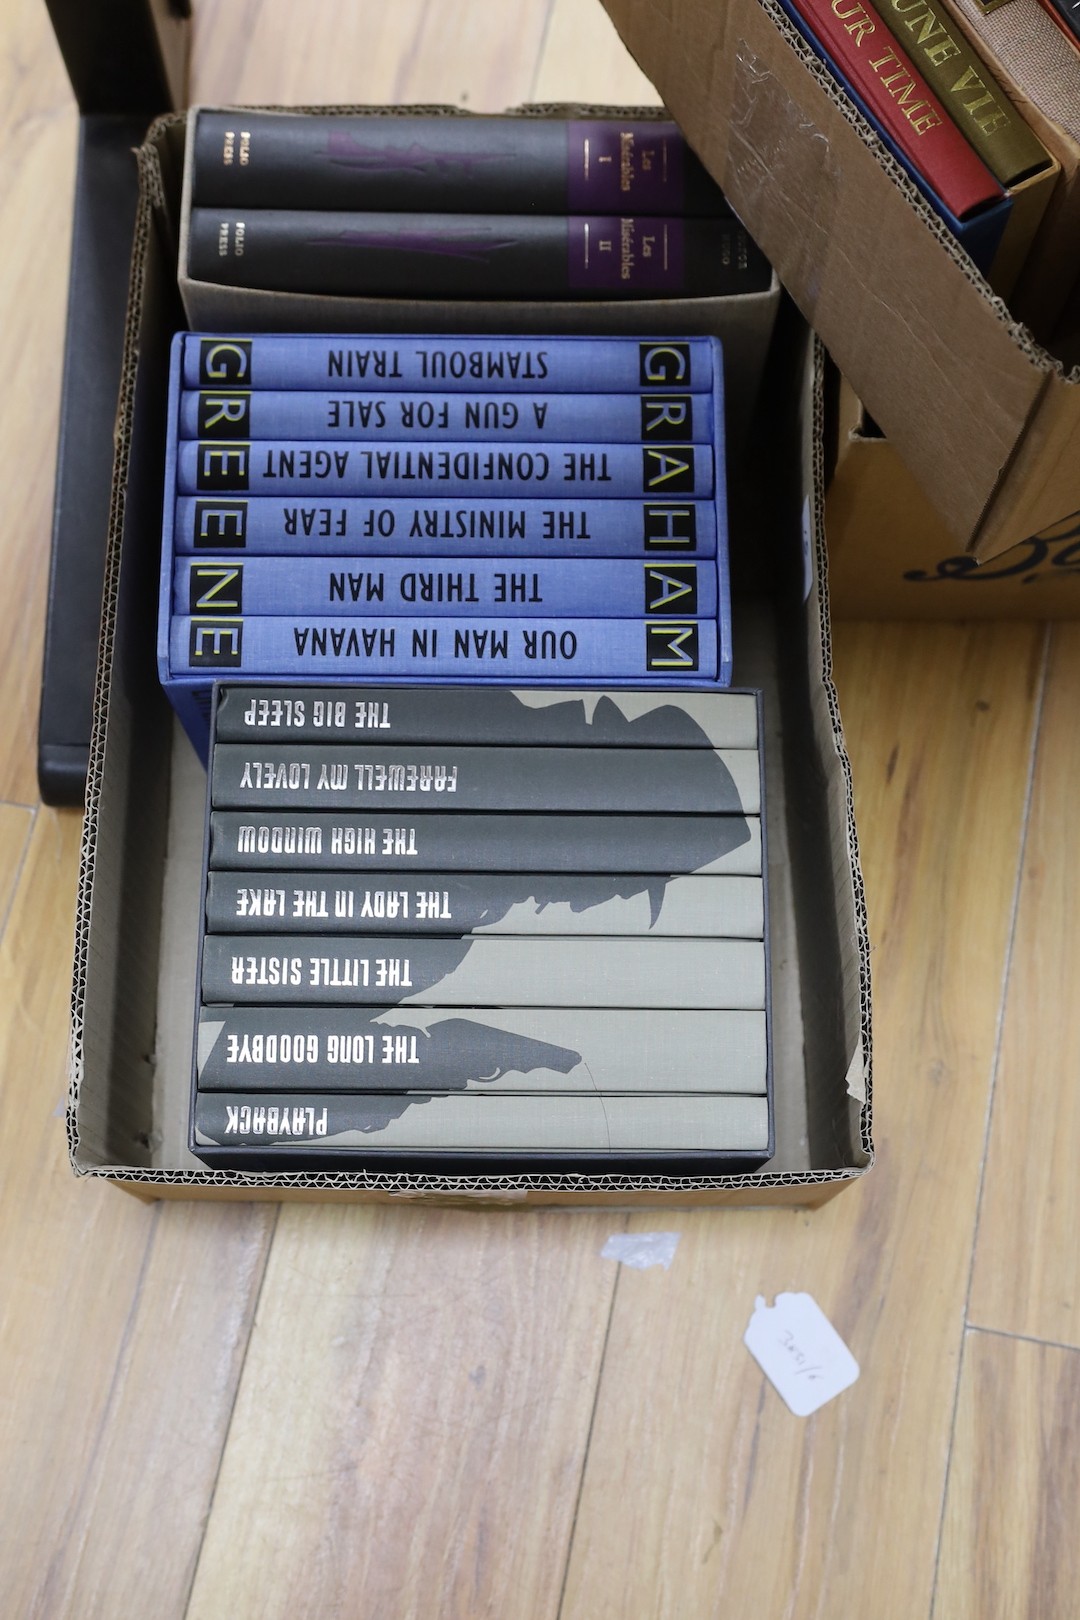 FOLIO PRESS
Les Misérables
I
FOLIO PRESS
Les Misérables
II
VICTOR HUGO
GRAHAM
GREENE
STAMBOUL TRAIN
A GUN FOR SALE
THE CONFIDENTIAL AGENT
THE MINISTRY OF FEAR
THE THIRD MAN
OUR MAN IN HAVANA
THE BIG SLEEP
FAREWELL MY LOVELY
THE HIGH WINDOW
THE LADY IN THE LAKE
THE LITTLE SISTER
THE LONG GOODBYE
PLAYBACK
UR TIME
UNE VIE